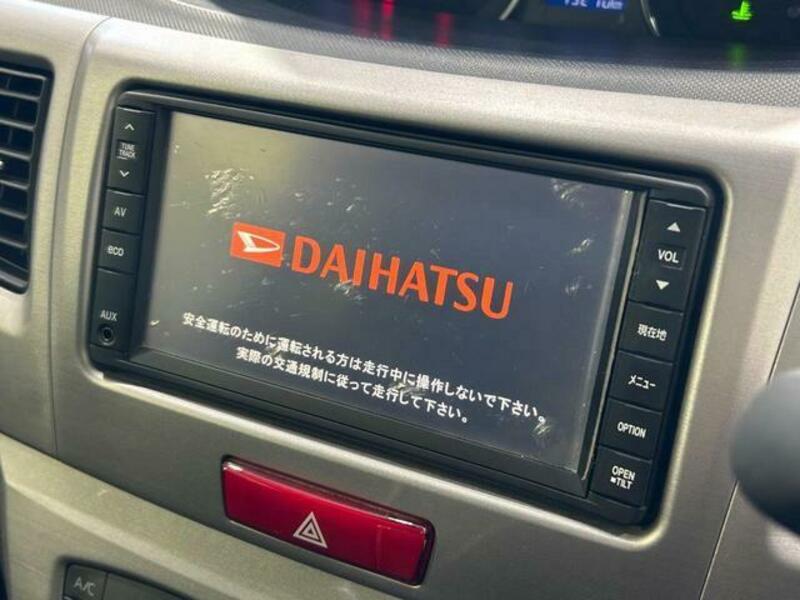 TUNE
TRACK
AV
eco
AUX
DAIHATSU
安全運転のために運転される方は走行中に操作しないで下さい。
実際の交通規制に従って走行して下さい。
VOL
現在地
メニュー
OPTION
OPEN
TILT
A/C